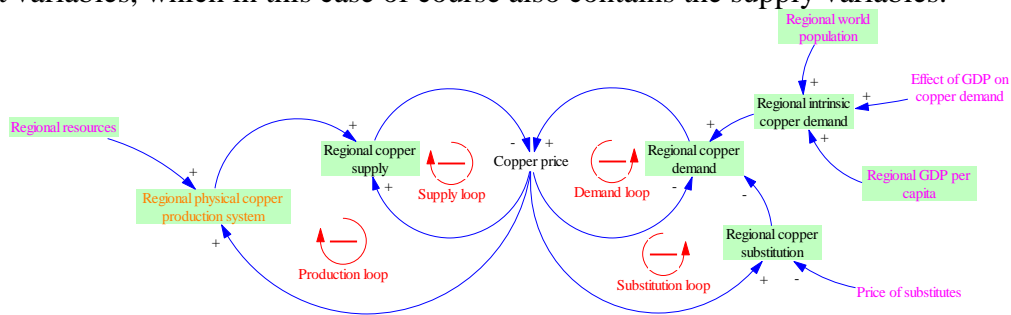 t variables, which in this case of course also contains the supply variables.
Regional world
population
Effect of GDP on
copper demand
+
+
Regional intrinsic
copper demand
Regional resources
+
+
+
Regional copper
supply
-
+
Copper price
Regional copper
demand
+
+
Supply loop
Demand loop
-
Regional GDP per
capita
+
Regional physical copper
production system
-
+
Regional copper
substitution
Production loop
Substitution loop
+
-
Price of substitutes